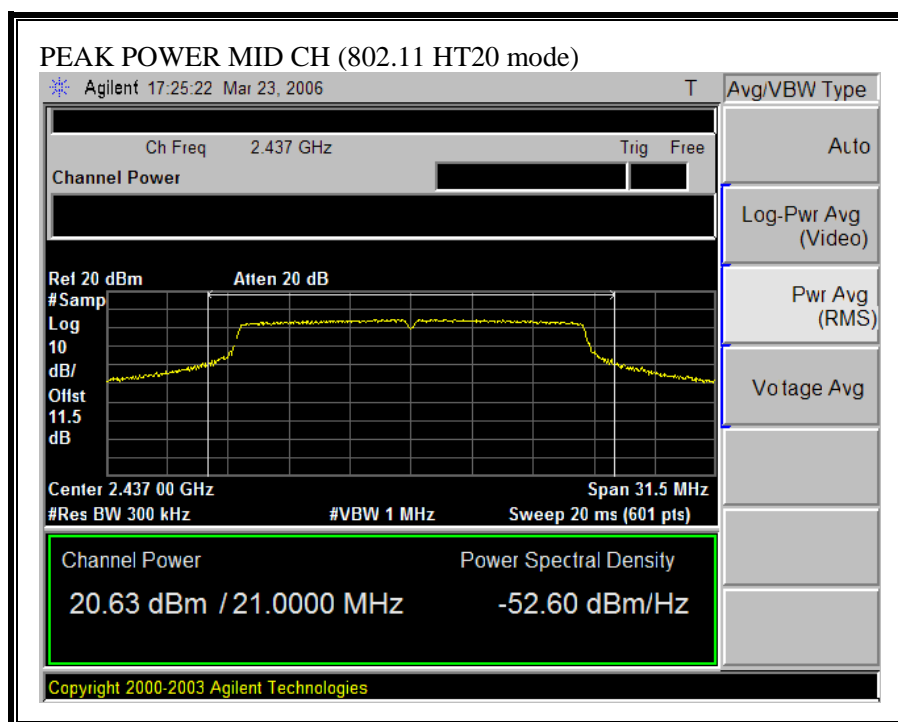 PEAK POWER MID CH (802.11 HT20 mode)
Agilent 17:25:22 Mar 23, 2006 T
Avg/VBW Type
Ch Freq 2.437 GHz Trig Free
Channel Power
Auto
Log-Pwr Avg
(Video)
Pwr Avg
(RMS)
Voltage Avg
Ref 20 dBm Atten 20 dB
#Samp
Log
10
dB/
Offst
11.5
dB
Center 2.437 00 GHz Span 31.5 MHz
#Res BW 300 kHz #VBW 1 MHz Sweep 20 ms (601 pts)
Channel Power Power Spectral Density
20.63 dBm / 21.0000 MHz -52.60 dBm/Hz
Copyright 2000-2003 Agilent Technologies